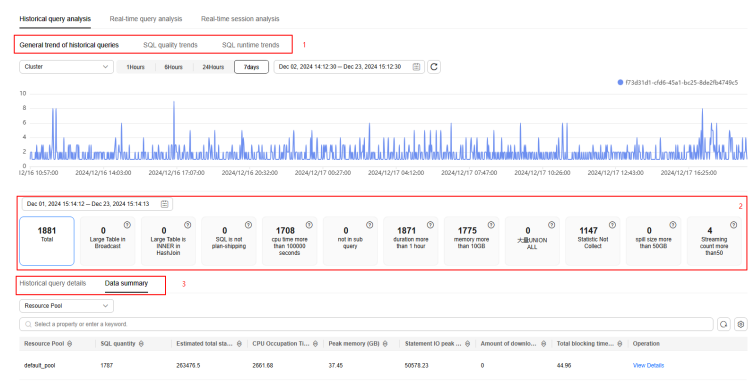 Historical query analysis Real-time query analysis Real-time session analysis
General trend of historical queries SQL quality trends SQL runtime trends 1
Cluster 1Hours 6Hours 24Hours 7days Dec 02, 2024 14:12:30 – Dec 23, 2024 15:12:30
f73d31d1-cfd6-45a1-bc25-8de2fb4749c5
10
8
6
4
2
0
12/16 10:57:00 2024/12/16 14:03:00 2024/12/16 17:07:00 2024/12/16 20:32:00 2024/12/17 00:27:00 2024/12/17 04:12:00 2024/12/17 07:47:00 2024/12/17 10:26:00 2024/12/17 12:43:00 2024/12/17 16:25:00
Dec 01, 2024 15:14:12 – Dec 23, 2024 15:14:13 2
1881 0 0 0 1708 0 1871 1775 0 1147 0 4
Total Large Table in Large Table is SQL is not cpu time more not in sub duration more memory more 大量UNION Statistic Not spill size more Streaming
Broadcast INNER in plan-shipping than 100000 query than 1 hour than 10GB ALL Collect than 50GB count more
HashJoin seconds than50
Historical query details Data summary 3
Resource Pool
Select a property or enter a keyword.
Resource Pool SQL quantity Estimated total sta... CPU Occupation Ti... Peak memory (GB) Statement IO peak ... Amount of downlo... Total blocking time... Operation
default_pool 1787 263476.5 2661.68 37.45 50578.23 0 44.96 View Details